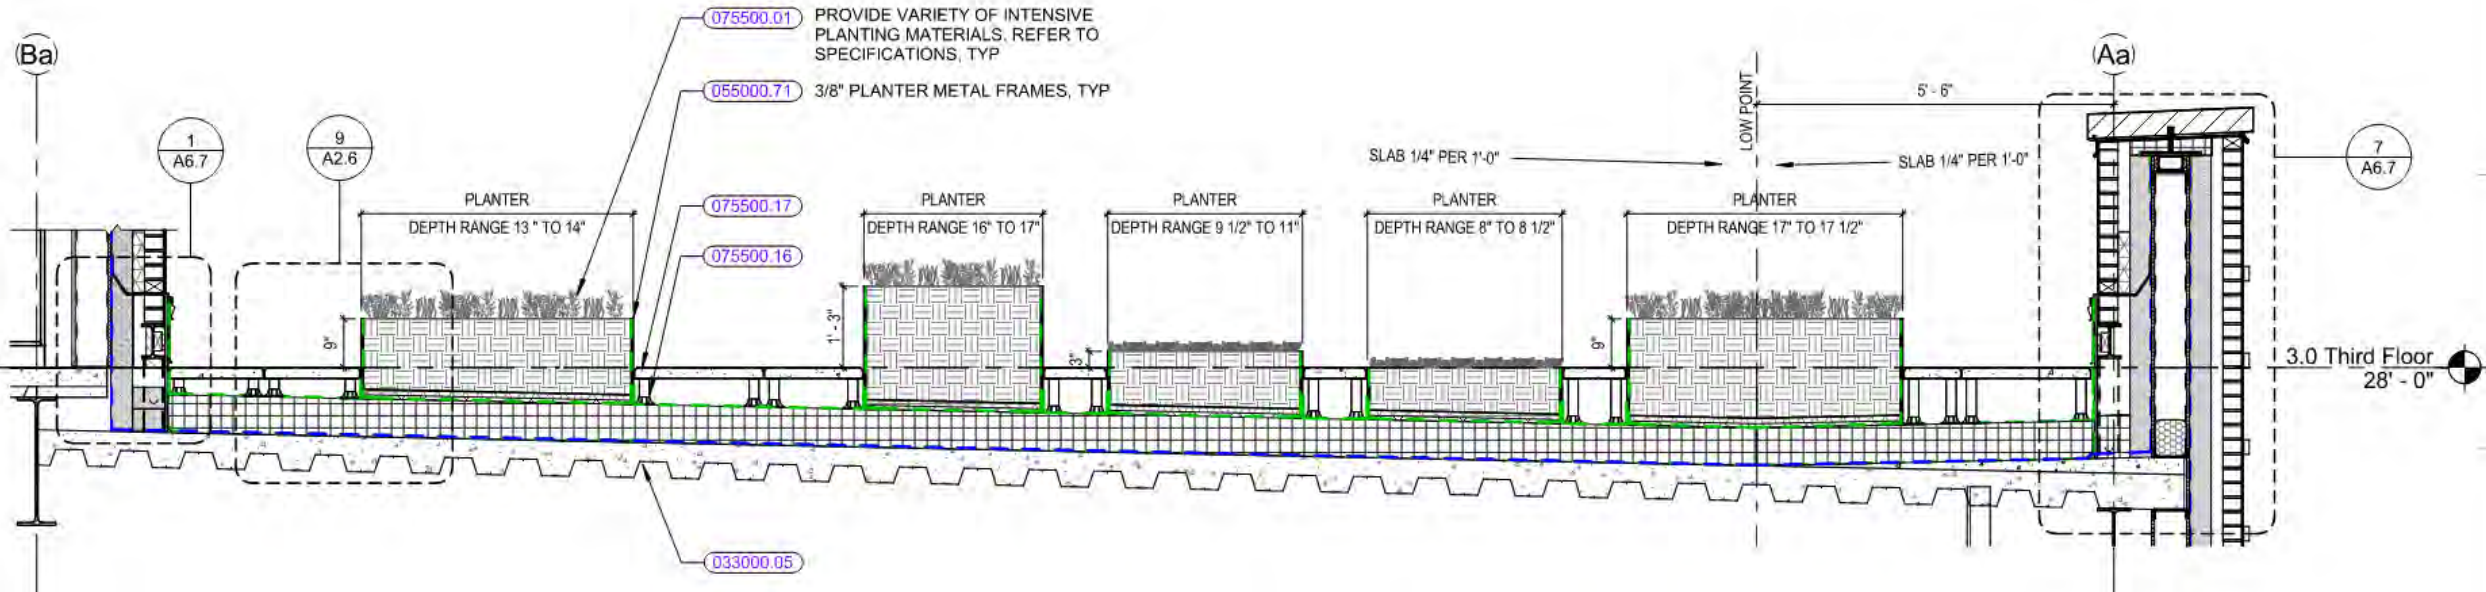 075500.01 PROVIDE VARIETY OF INTENSIVE
PLANTING MATERIALS. REFER TO
SPECIFICATIONS, TYP
055000.71 3/8" PLANTER METAL FRAMES, TYP
Ba
1
A6.7
9
A2.6
075500.17
075500.16
033000.05
PLANTER
DEPTH RANGE 13 " TO 14"
9"
PLANTER
DEPTH RANGE 16" TO 17"
1' - 3"
PLANTER
DEPTH RANGE 9 1/2" TO 11"
3"
PLANTER
DEPTH RANGE 8" TO 8 1/2"
PLANTER
DEPTH RANGE 17" TO 17 1/2"
9"
SLAB 1/4" PER 1'-0"
LOW POINT
SLAB 1/4" PER 1'-0"
5' - 6"
Aa
7
A6.7
3.0 Third Floor
28' - 0"